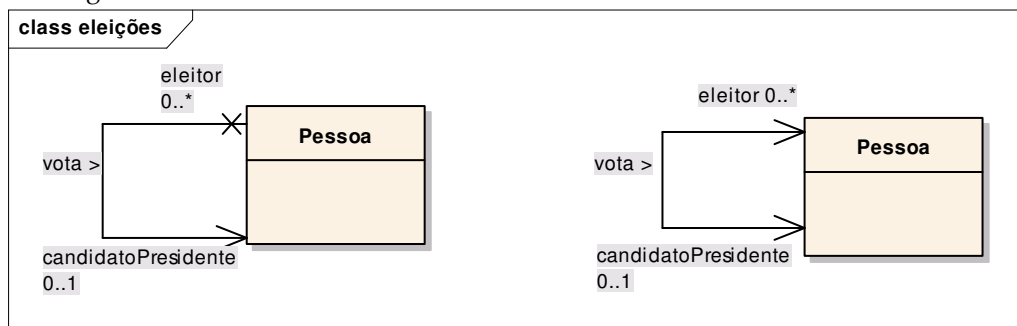 class eleições
eleitor
0..*
Pessoa
vota >
candidatoPresidente
0..1
eleitor 0..*
Pessoa
vota >
candidatoPresidente
0..1